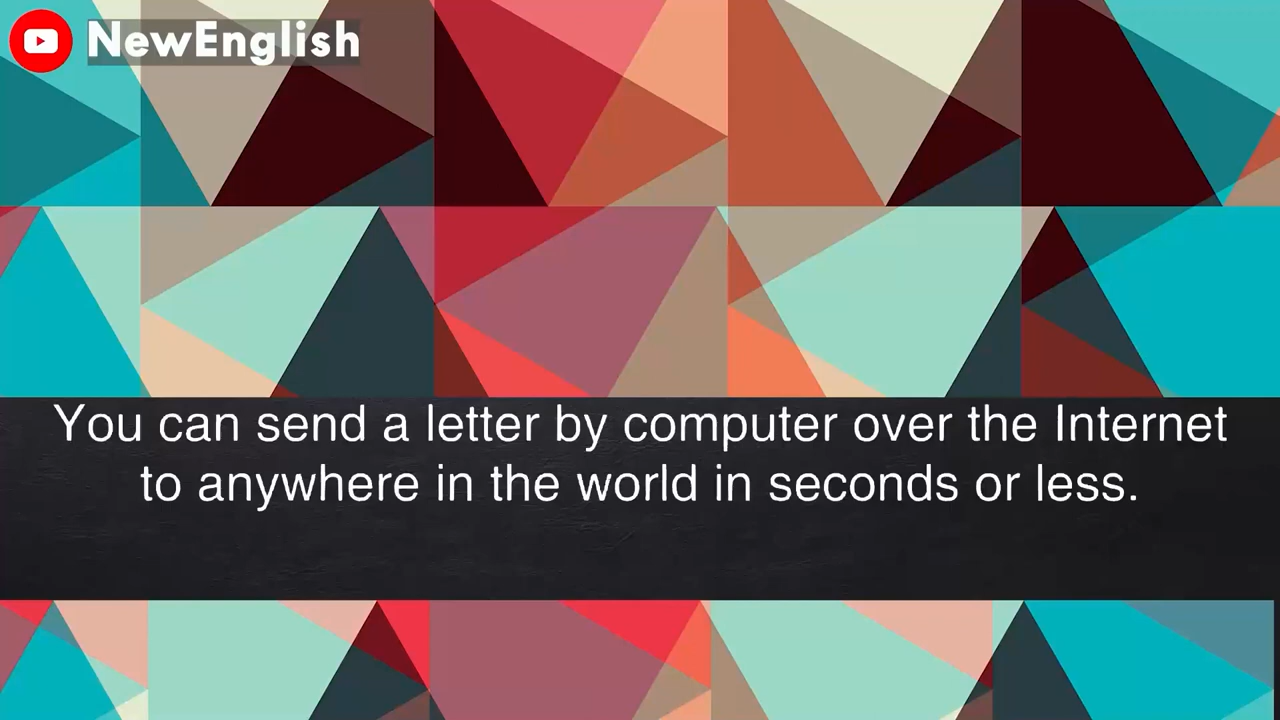 NewEnglish
You can send a letter by computer over the Internet
to anywhere in the world in seconds or less.